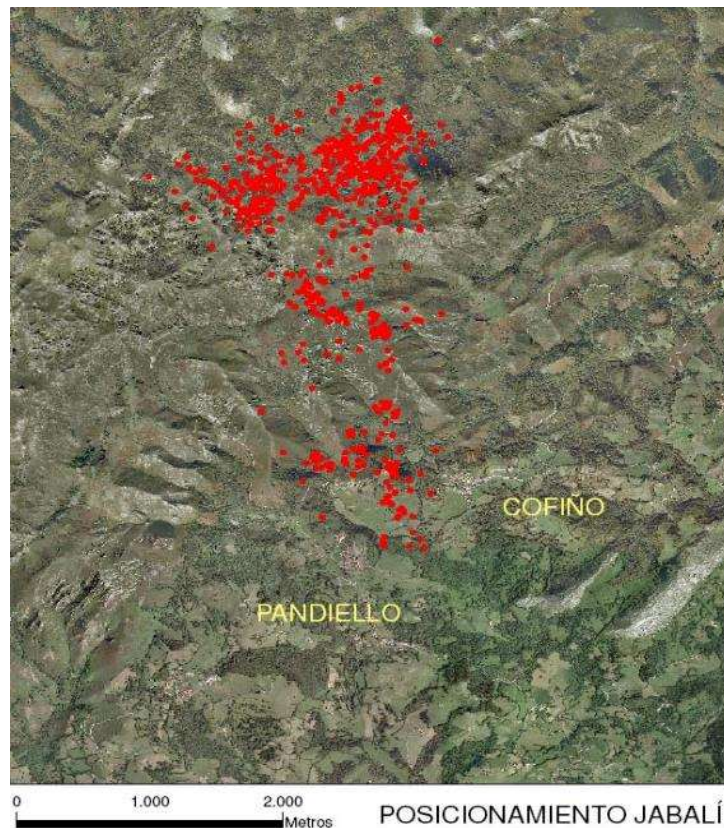 COFIÑO
PANDIELLO
0 1.000 2.000
Metros
POSICIONAMIENTO JABALÍ